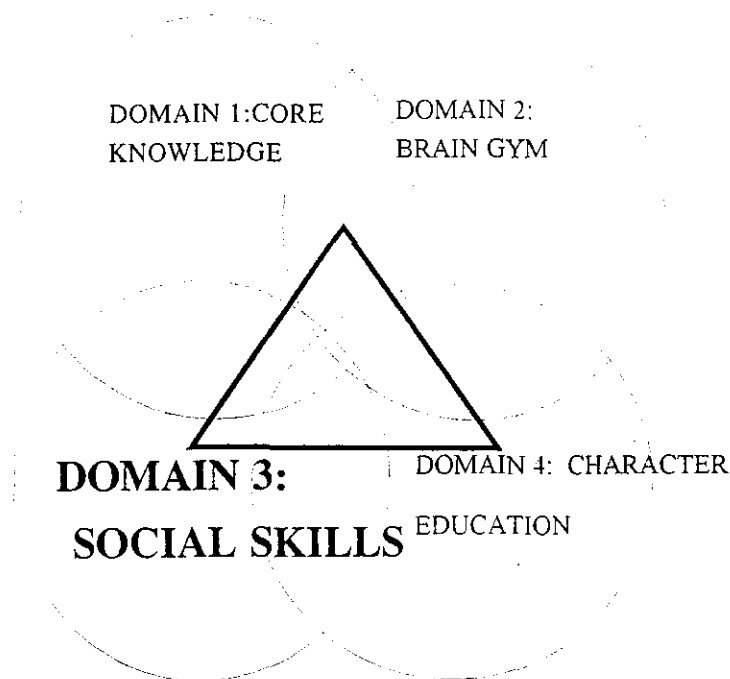 DOMAIN 1:CORE
KNOWLEDGE
DOMAIN 2:
BRAIN GYM
DOMAIN 3:
SOCIAL SKILLS
DOMAIN 4: CHARACTER
EDUCATION